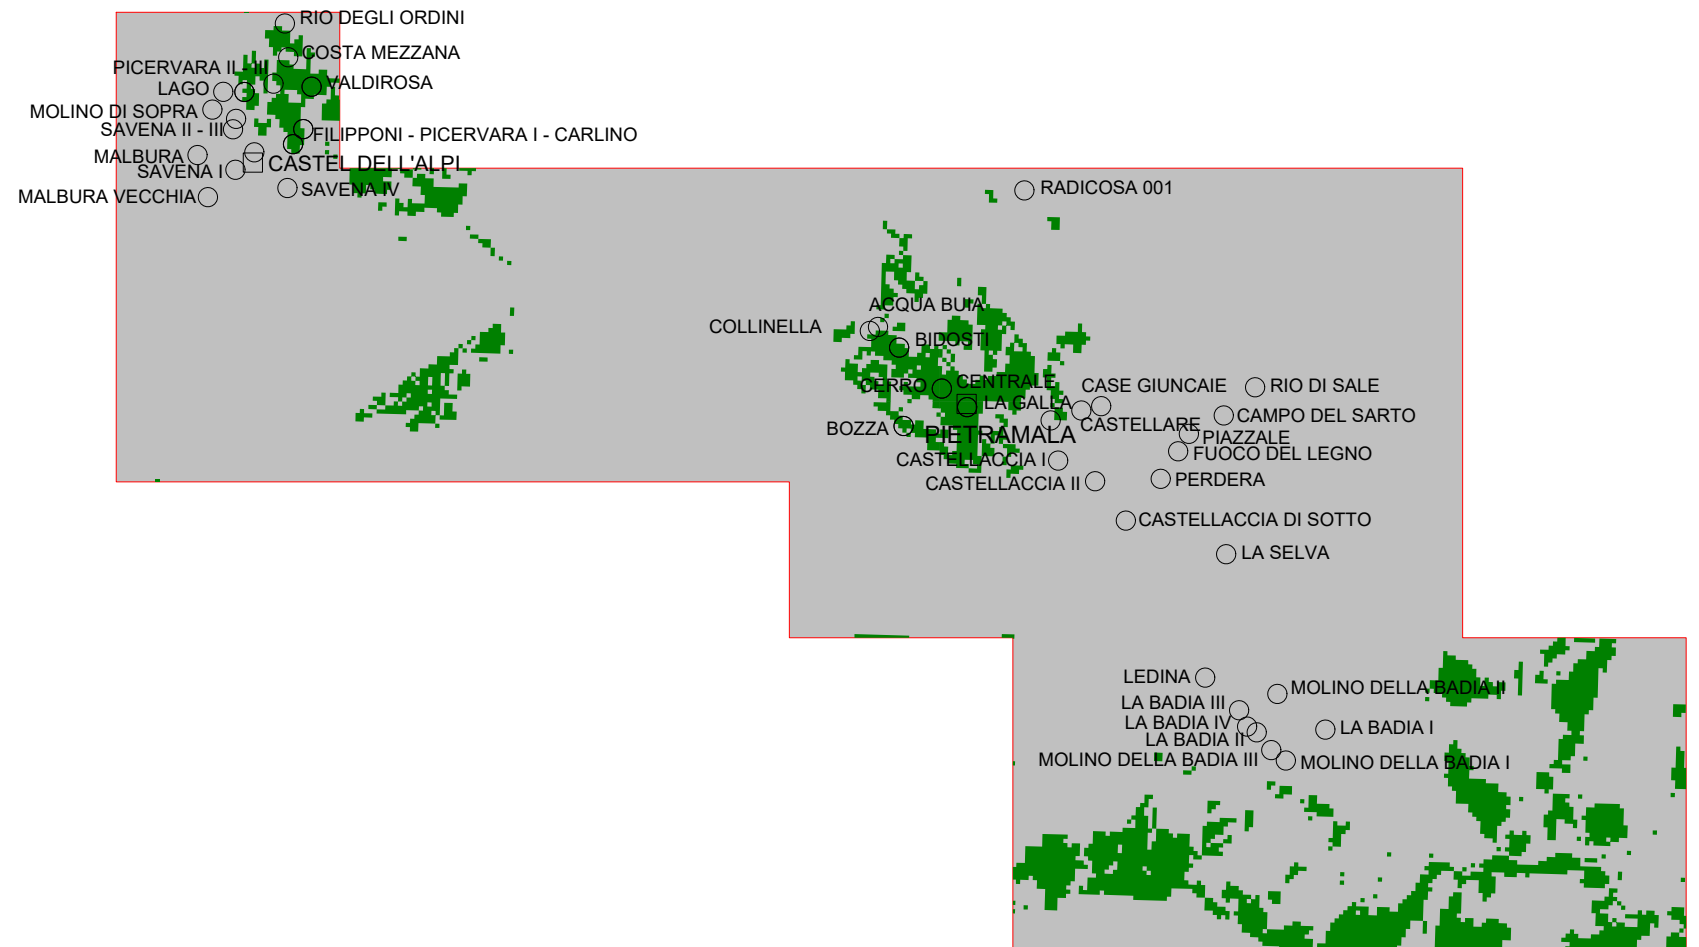 RIO DEGLI ORDINI
COSTA MEZZANA
PICERVARA II - III
VALDIROSA
LAGO
MOLINO DI SOPRA
SAVENA II - III
FILIPPONI - PICERVARA I - CARLINO
MALBURA
CASTEL DELL'ALPI
SAVENA I
SAVENA IV
MALBURA VECCHIA
RADICOSA 001
ACQUA BUIA
COLLINELLA
BIDOSTI
CERRO
CENTRALE
CASE GIUNCAIE
RIO DI SALE
LA GALLA
CAMPO DEL SARTO
CASTELLARE
BOZZA
PIETRAMALA
PIAZZALE
FUOCO DEL LEGNO
CASTELLACCIA I
CASTELLACCIA II
PERDERA
CASTELLACCIA DI SOTTO
LA SELVA
LEDINA
MOLINO DELLA BADIA II
LA BADIA III
LA BADIA IV
LA BADIA I
LA BADIA II
MOLINO DELLA BADIA III
MOLINO DELLA BADIA I